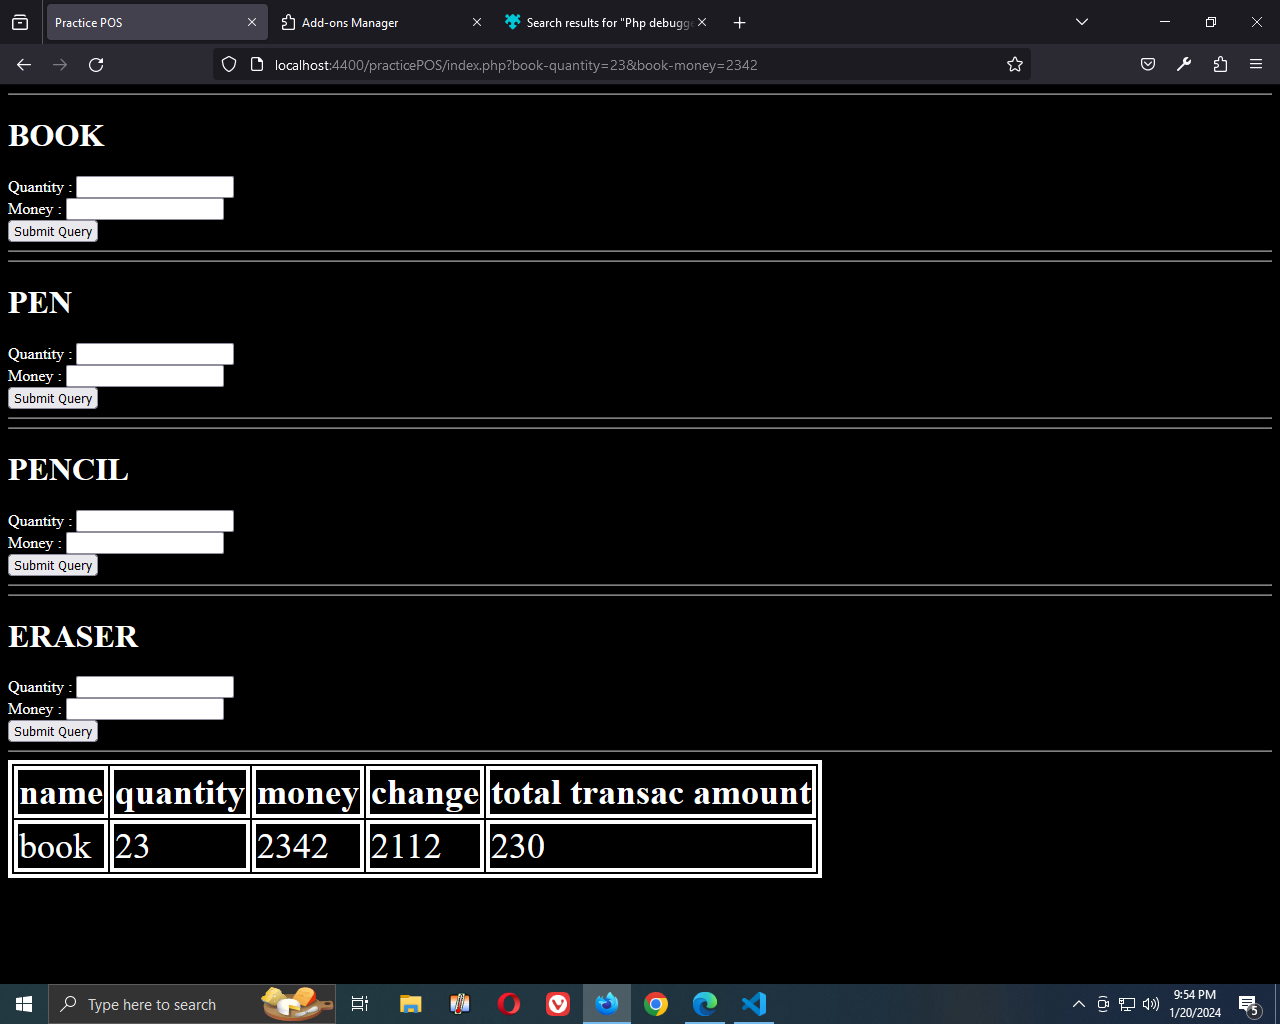 Practice POS
Add-ons Manager
Search results for "Php debugge
localhost:4400/practicePOS/index.php?book-quantity=23&book-money=2342
BOOK
Quantity :
Money :
Submit Query
PEN
Quantity :
Money :
Submit Query
PENCIL
Quantity :
Money :
Submit Query
ERASER
Quantity :
Money :
Submit Query
name quantity money change total transac amount
book 23 2342 2112 230
Type here to search
9:54 PM
1/20/2024
5